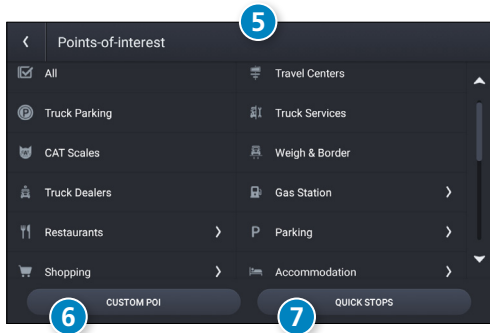 5
Points-of-interest
All Travel Centers
Truck Parking Truck Services
CAT Scales Weigh & Border
Truck Dealers Gas Station
Restaurants P Parking
Shopping Accommodation
CUSTOM POI QUICK STOPS
6 7